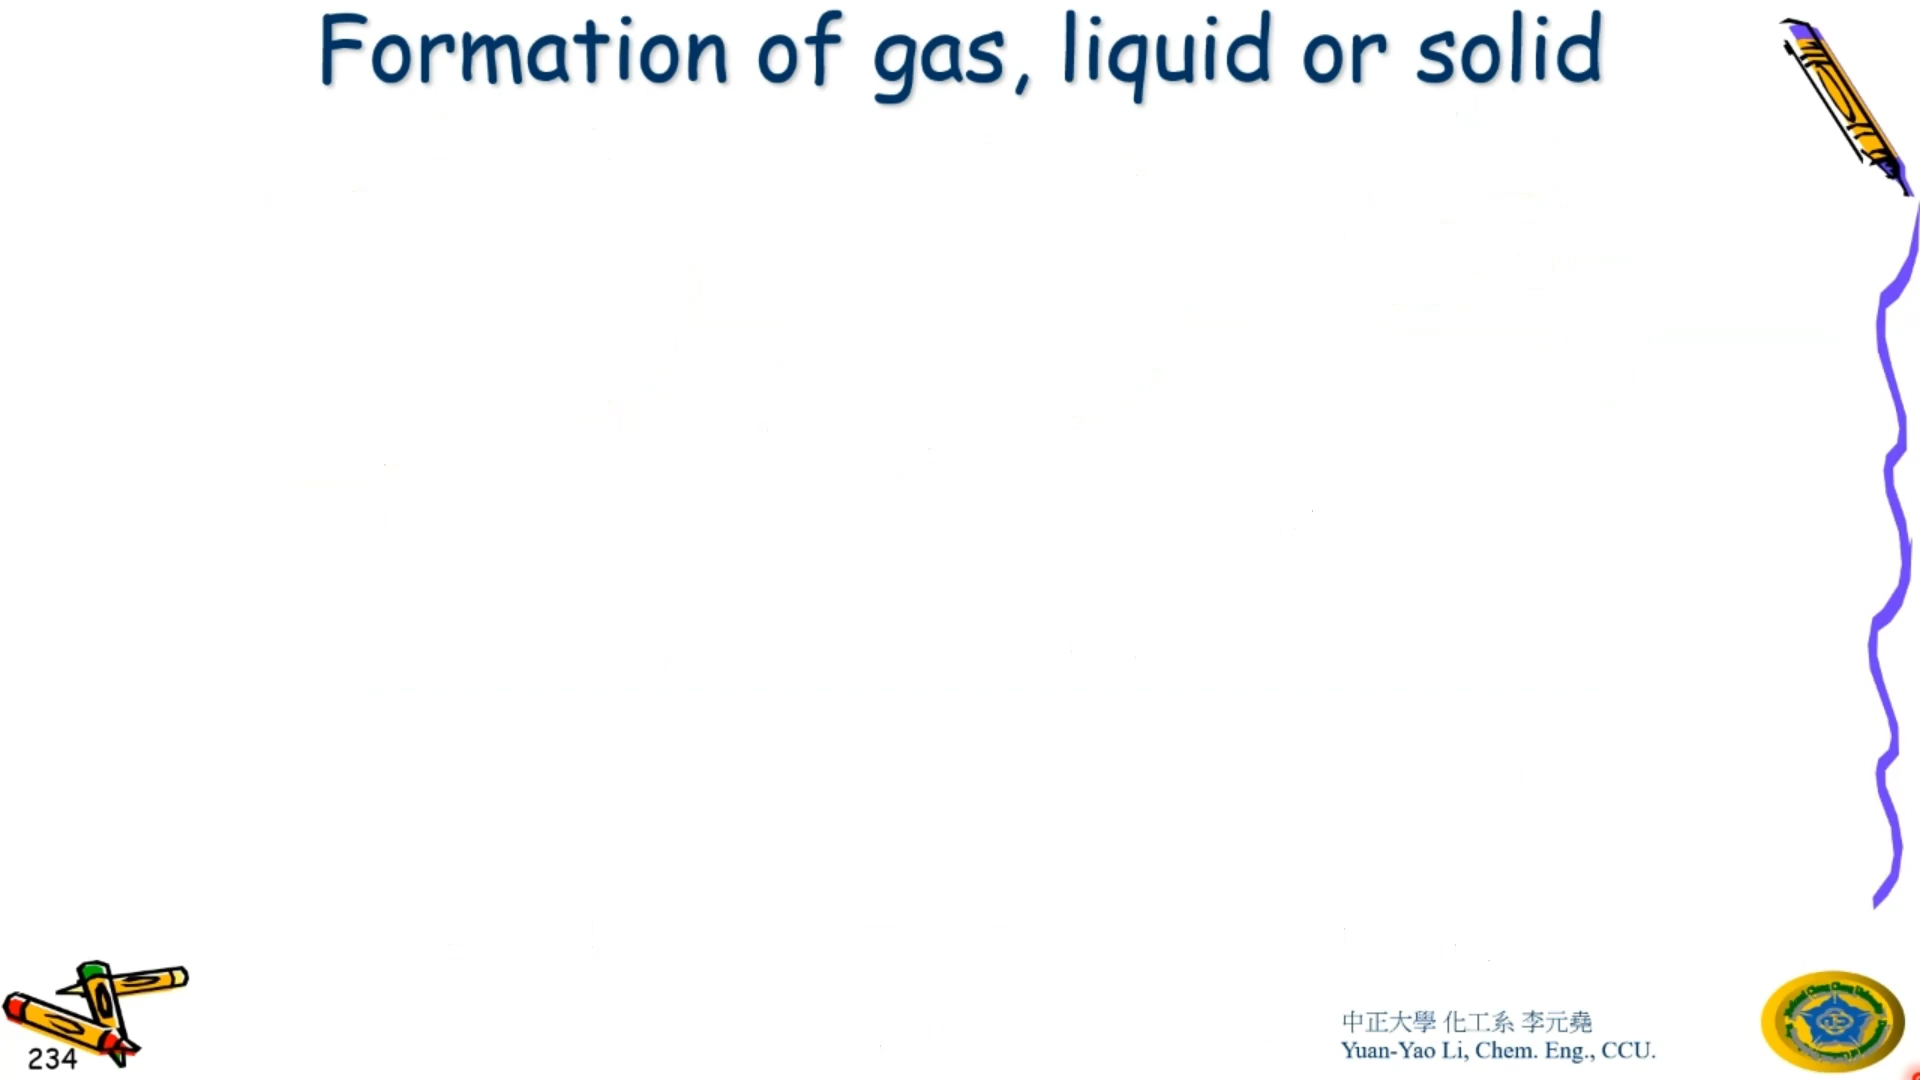 Formation of gas, liquid or solid
234
中正大學 化工系 李元堯
Yuan-Yao Li, Chem. Eng., CCU.